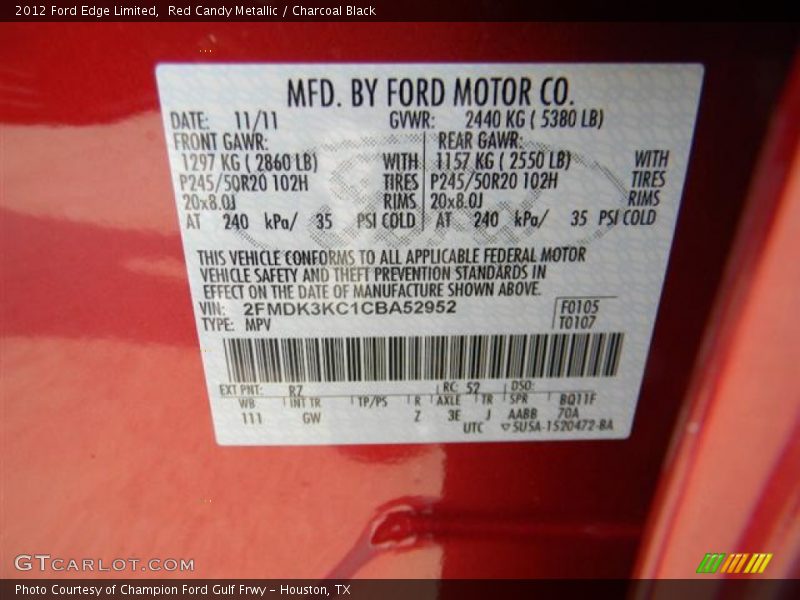 2012 Ford Edge Limited, Red Candy Metallic / Charcoal Black
MFD. BY FORD MOTOR CO.
DATE: 11/11 GVWR: 2440 KG ( 5380 LB)
FRONT GAWR: REAR GAWR:
1297 KG ( 2860 LB) WITH 1157 KG ( 2550 LB) WITH
P245/50R20 102H TIRES P245/50R20 102H TIRES
20x8.0J RIMS 20x8.0J RIMS
AT 240 kPa/ 35 PSI COLD AT 240 kPa/ 35 PSI COLD
THIS VEHICLE CONFORMS TO ALL APPLICABLE FEDERAL MOTOR
VEHICLE SAFETY AND THEFT PREVENTION STANDARDS IN
EFFECT ON THE DATE OF MANUFACTURE SHOWN ABOVE.
VIN: 2FMDK3KC1CBA52952 F0105
TYPE: MPV T0107
EXT PNT: RZ RC: 52 DSO:
WB INT TR TP/PS R AXLE TR SPR BQ11F
111 GW Z 3E J AABB 70A
UTC ▽SUSA-1520472-BA
GTCARLOT.COM
Photo Courtesy of Champion Ford Gulf Frwy - Houston, TX